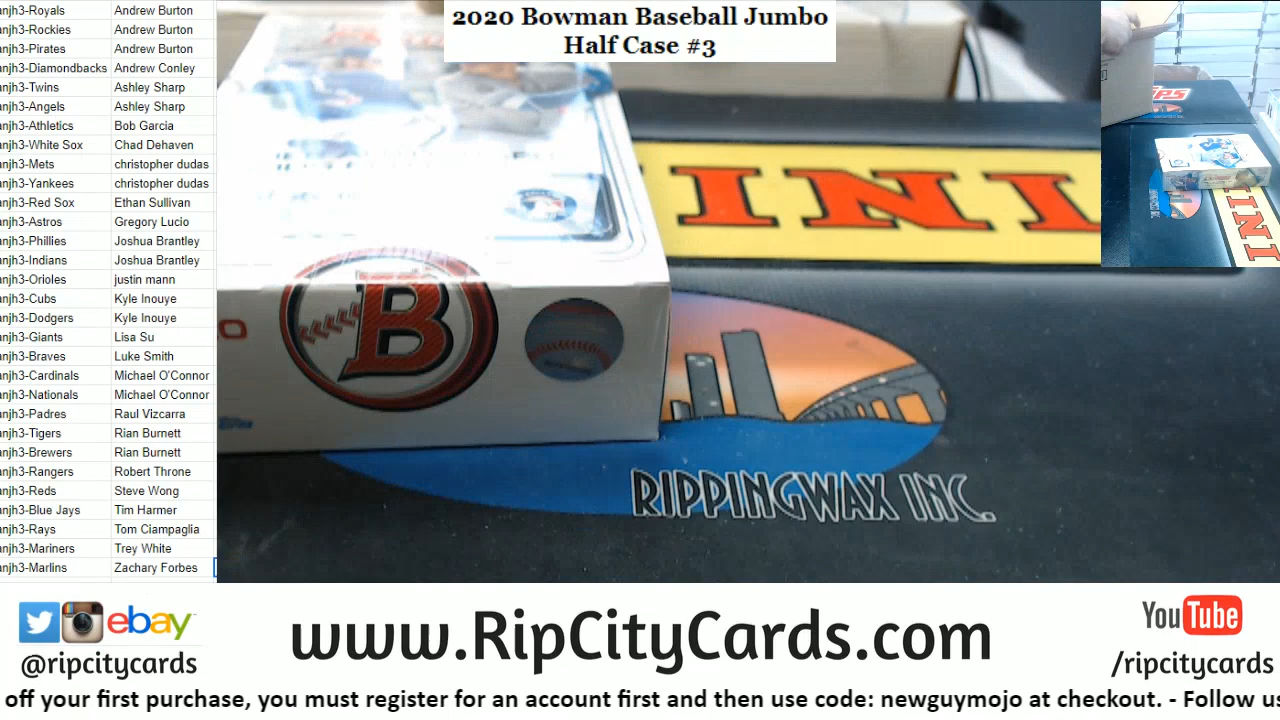 2020 Bowman Baseball Jumbo
Half Case #3
anjh3-Royals Andrew Burton
anjh3-Rockies Andrew Burton
anjh3-Pirates Andrew Burton
anjh3-Diamondbacks Andrew Conley
anjh3-Twins Ashley Sharp
anjh3-Angels Ashley Sharp
anjh3-Athletics Bob Garcia
anjh3-White Sox Chad Dehaven
anjh3-Mets christopher dudas
anjh3-Yankees christopher dudas
anjh3-Red Sox Ethan Sullivan
anjh3-Astros Gregory Lucio
anjh3-Phillies Joshua Brantley
anjh3-Indians Joshua Brantley
anjh3-Orioles justin mann
anjh3-Cubs Kyle Inouye
anjh3-Dodgers Kyle Inouye
anjh3-Giants Lisa Su
anjh3-Braves Luke Smith
anjh3-Cardinals Michael O'Connor
anjh3-Nationals Michael O'Connor
anjh3-Padres Raul Vizcarra
anjh3-Tigers Rian Burnett
anjh3-Brewers Rian Burnett
anjh3-Rangers Robert Throne
anjh3-Reds Steve Wong
anjh3-Blue Jays Tim Harmer
anjh3-Rays Tom Ciampaglia
anjh3-Mariners Trey White
anjh3-Marlins Zachary Forbes
INI
B
RIPPINGWAX INC.
INI
ebay
@ripcitycards
www.RipCityCards.com
YouTube
/ripcitycards
off your first purchase, you must register for an account first and then use code: newguymojo at checkout. - Follow us